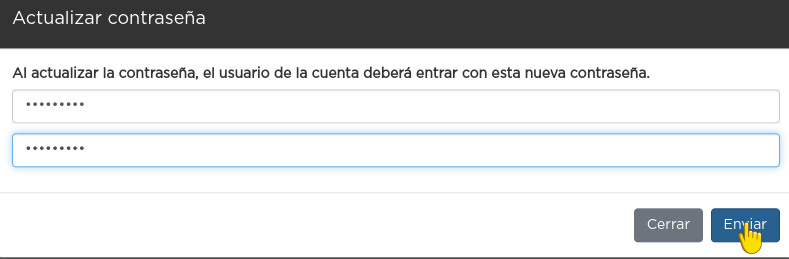 Actualizar contraseña
Al actualizar la contraseña, el usuario de la cuenta deberá entrar con esta nueva contraseña.
•••••••••
•••••••••
Cerrar Enviar